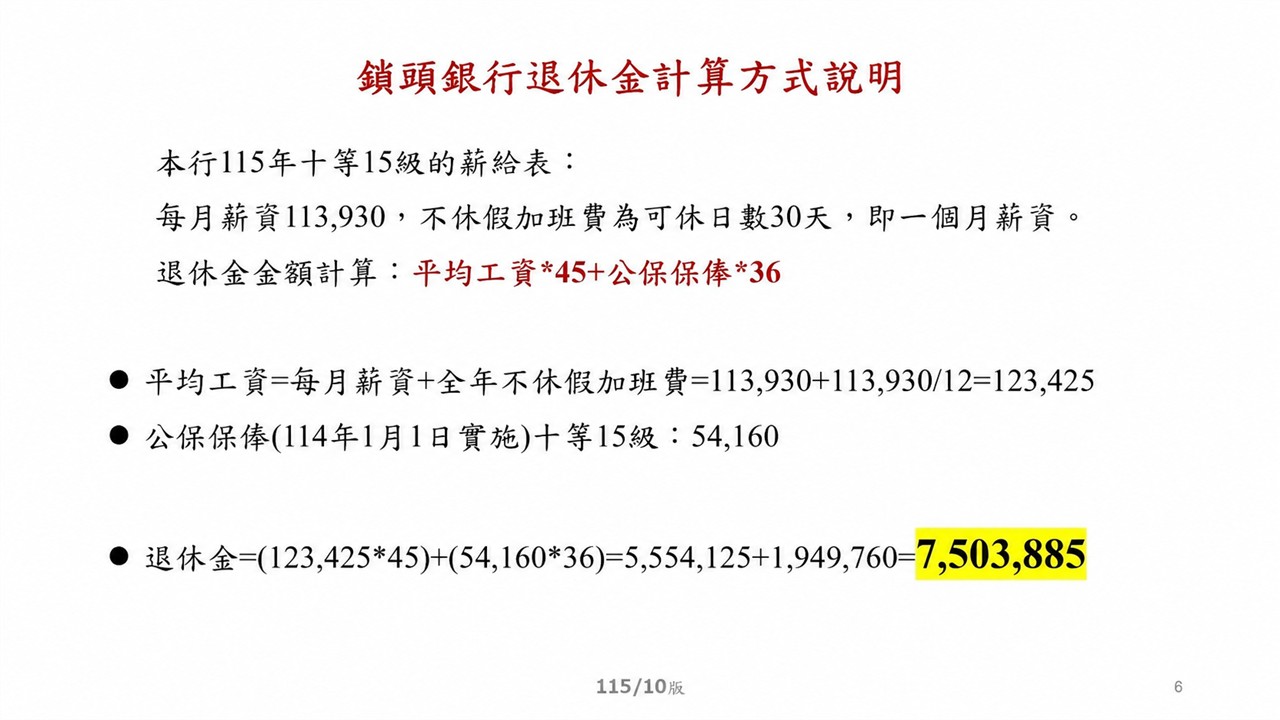 鎖頭銀行退休金計算方式說明
本行115年十等15級的薪給表：
每月薪資113,930，不休假加班費為可休日數30天，即一個月薪資。
退休金金額計算：平均工資*45+公保保俸*36
● 平均工資=每月薪資+全年不休假加班費=113,930+113,930/12=123,425
● 公保保俸(114年1月1日實施)十等15級：54,160
● 退休金=(123,425*45)+(54,160*36)=5,554,125+1,949,760=7,503,885
115/10版
6